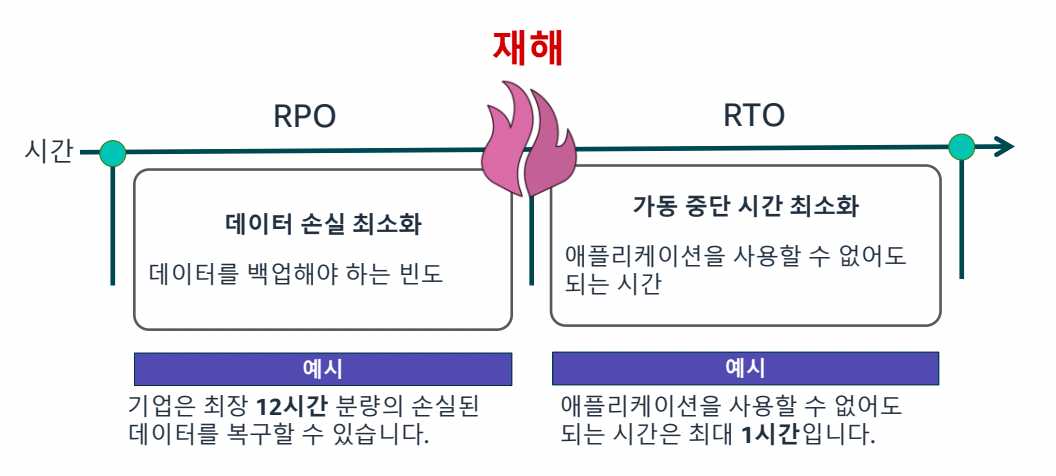 재해
RPO
RTO
시간
데이터 손실 최소화
데이터를 백업해야 하는 빈도
가동 중단 시간 최소화
애플리케이션을 사용할 수 없어도
되는 시간
예시
기업은 최장 12시간 분량의 손실된
데이터를 복구할 수 있습니다.
예시
애플리케이션을 사용할 수 없어도
되는 시간은 최대 1시간입니다.